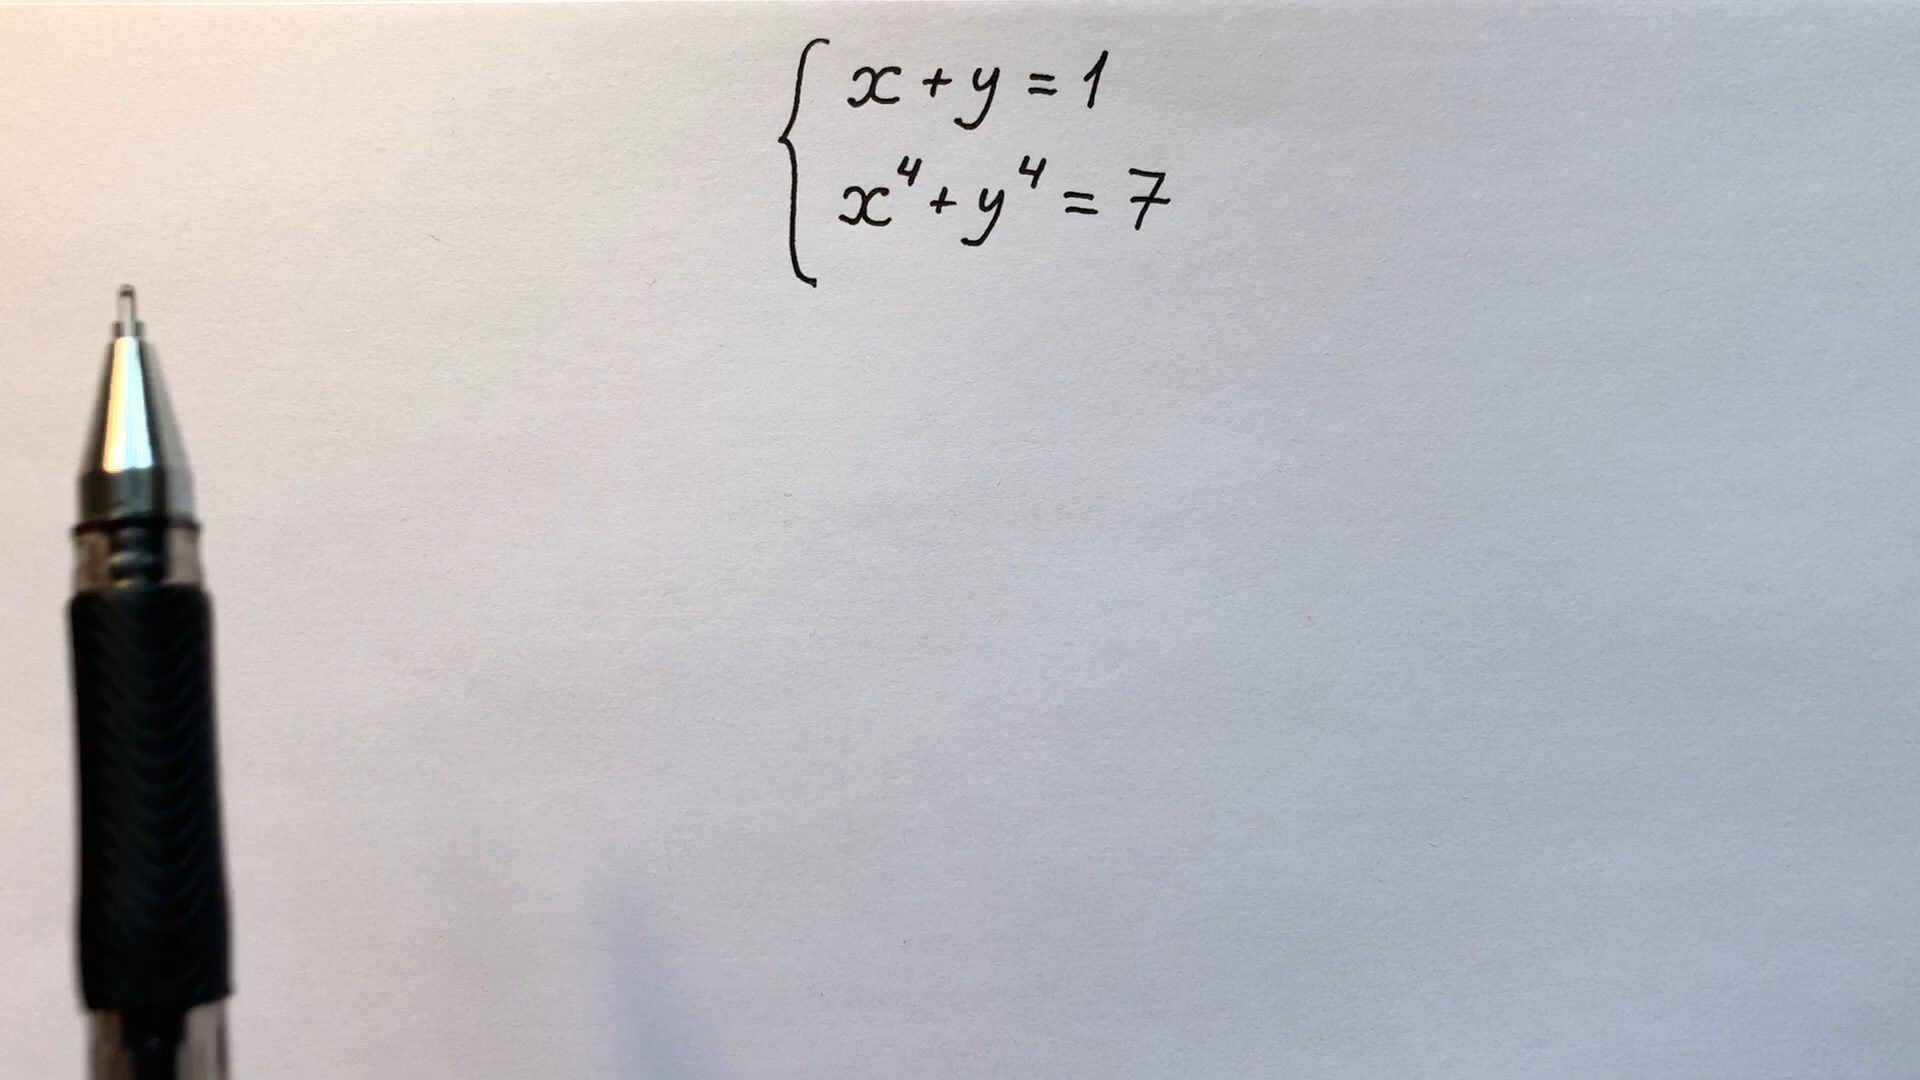 x + y = 1
x⁴ + y⁴ = 7